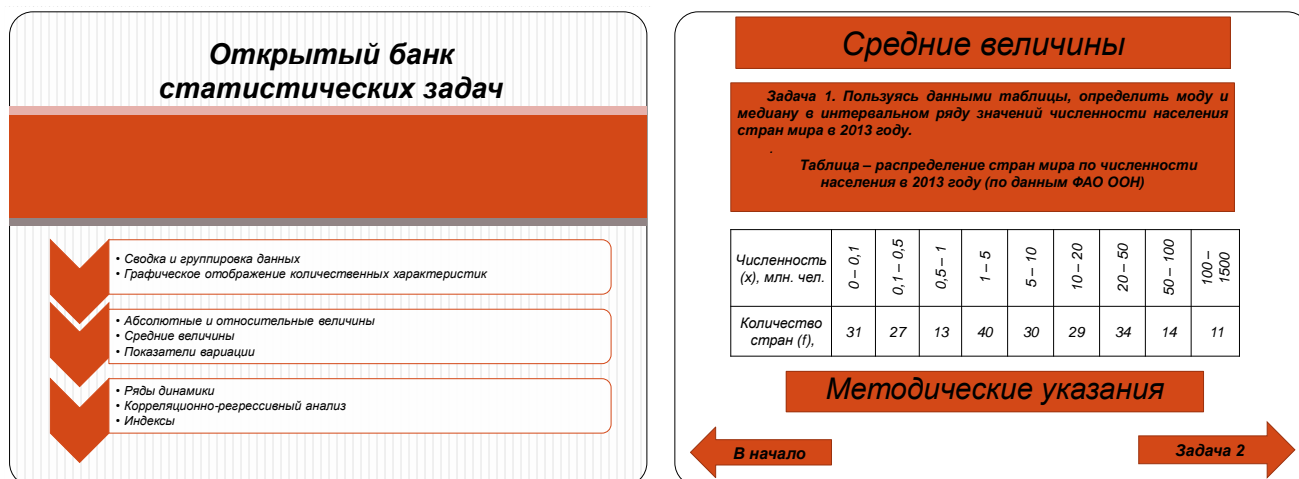 Открытый банк
статистических задач
• Сводка и группировка данных
• Графическое отображение количественных характеристик
• Абсолютные и относительные величины
• Средние величины
• Показатели вариации
• Ряды динамики
• Корреляционно-регрессивный анализ
• Индексы
Средние величины
Задача 1. Пользуясь данными таблицы, определить моду и
медиану в интервальном ряду значений численности населения
стран мира в 2013 году.
.
Таблица – распределение стран мира по численности
населения в 2013 году (по данным ФАО ООН)
Численность
(x), млн. чел.
0 – 0,1
0,1 – 0,5
0,5 – 1
1 – 5
5 – 10
10 – 20
20 – 50
50 – 100
100 –
1500
Количество
стран (f),
31
27
13
40
30
29
34
14
11
Методические указания
В начало
Задача 2